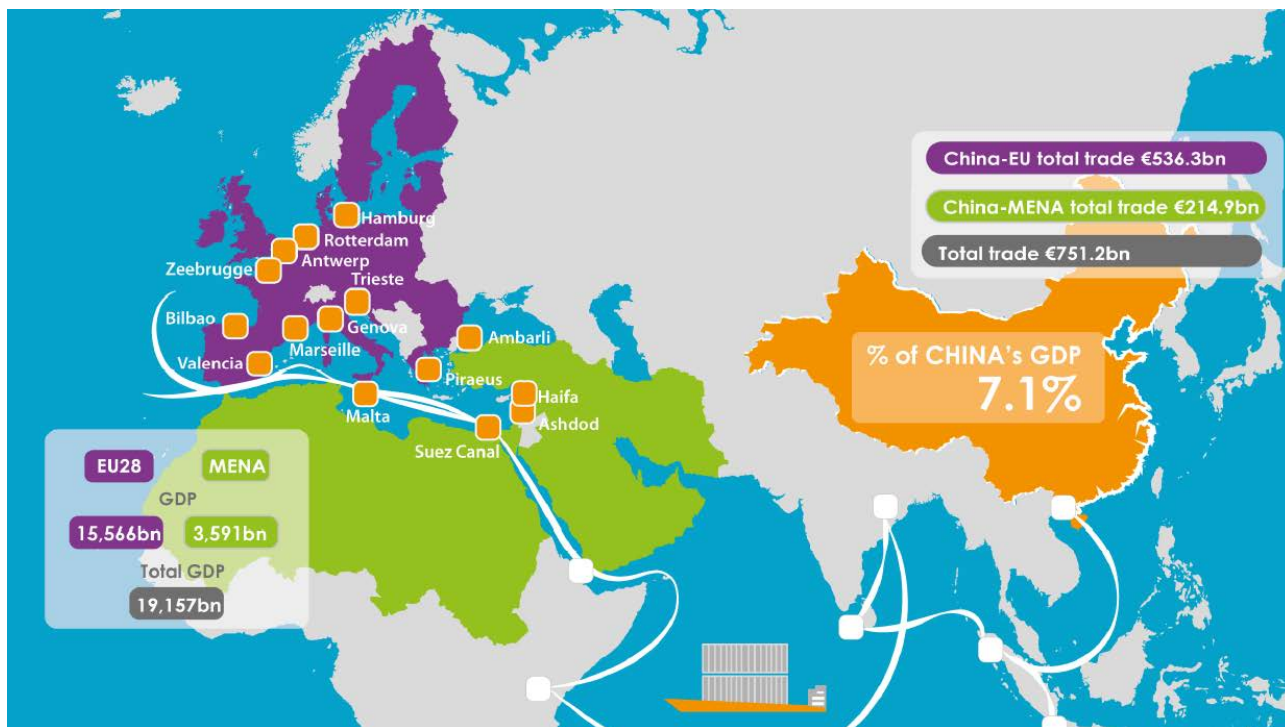 China-EU total trade €536.3bn
China-MENA total trade €214.9bn
Total trade €751.2bn
Hamburg
Rotterdam
Antwerp
Zeebrugge
Trieste
Bilbao
Genova
Marseille
Ambarli
Valencia
Piraeus
Haifa
Malta
Ashdod
Suez Canal
% of CHINA's GDP
7.1%
EU28
MENA
GDP
15,566bn
3,591bn
Total GDP
19,157bn